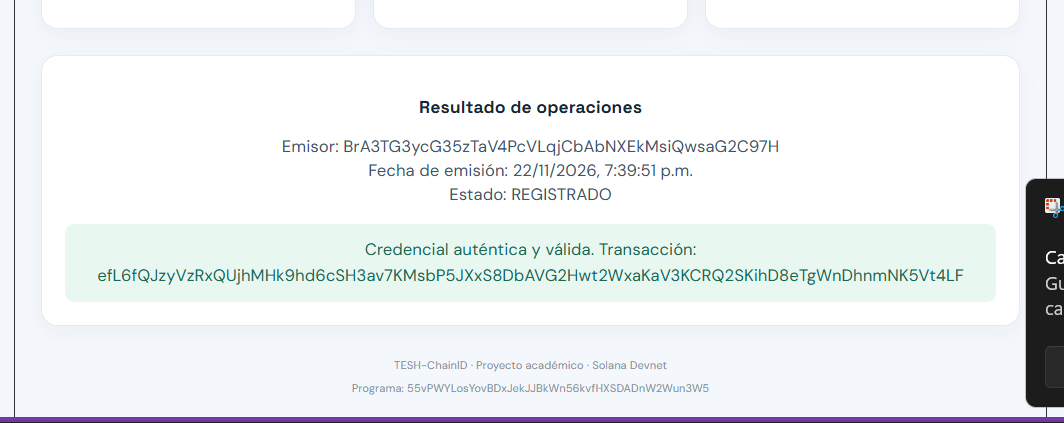 Resultado de operaciones
Emisor: BrA3TG3ycG35zTaV4PcVLqjCbAbNXEkMsiQwsaG2C97H
Fecha de emisión: 22/11/2026, 7:39:51 p.m.
Estado: REGISTRADO
Credencial auténtica y válida. Transacción:
efL6fQJzyVzRxQUjhMHk9hd6cSH3av7KMsbP5JXxS8DbAVG2Hwt2WxaKaV3KCRQ2SKihD8eTgWnDhnmNK5Vt4LF
TESH-ChainID · Proyecto académico · Solana Devnet
Programa: 55vPWYLosYovBDxJekJJBkWn56kvfHXSDADnW2Wun3W5
Ca
Gu
ca